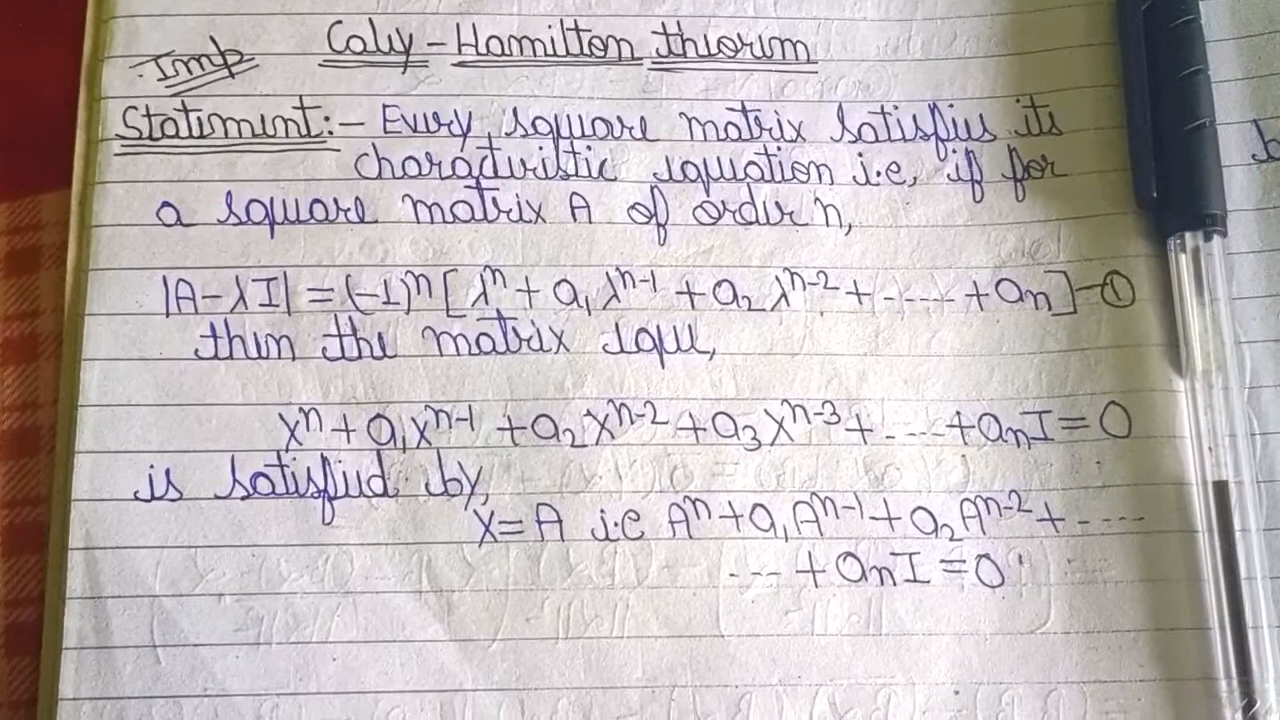 Imp Caly-Hamilton theorem
Statement:- Every square matrix satisfies its
characteristic equation i.e, if for
a square matrix A of order n,
|A-λI| = (-1)ⁿ [λⁿ + a₁λⁿ⁻¹ + a₂λⁿ⁻² + ------ + aₙ] -①
then the matrix eque,
xⁿ + a₁xⁿ⁻¹ + a₂xⁿ⁻² + a₃xⁿ⁻³ + ----- + aₙI = 0
is satisfied by,
x = A i.e Aⁿ + a₁Aⁿ⁻¹ + a₂Aⁿ⁻² + ----
--- + aₙI = 0